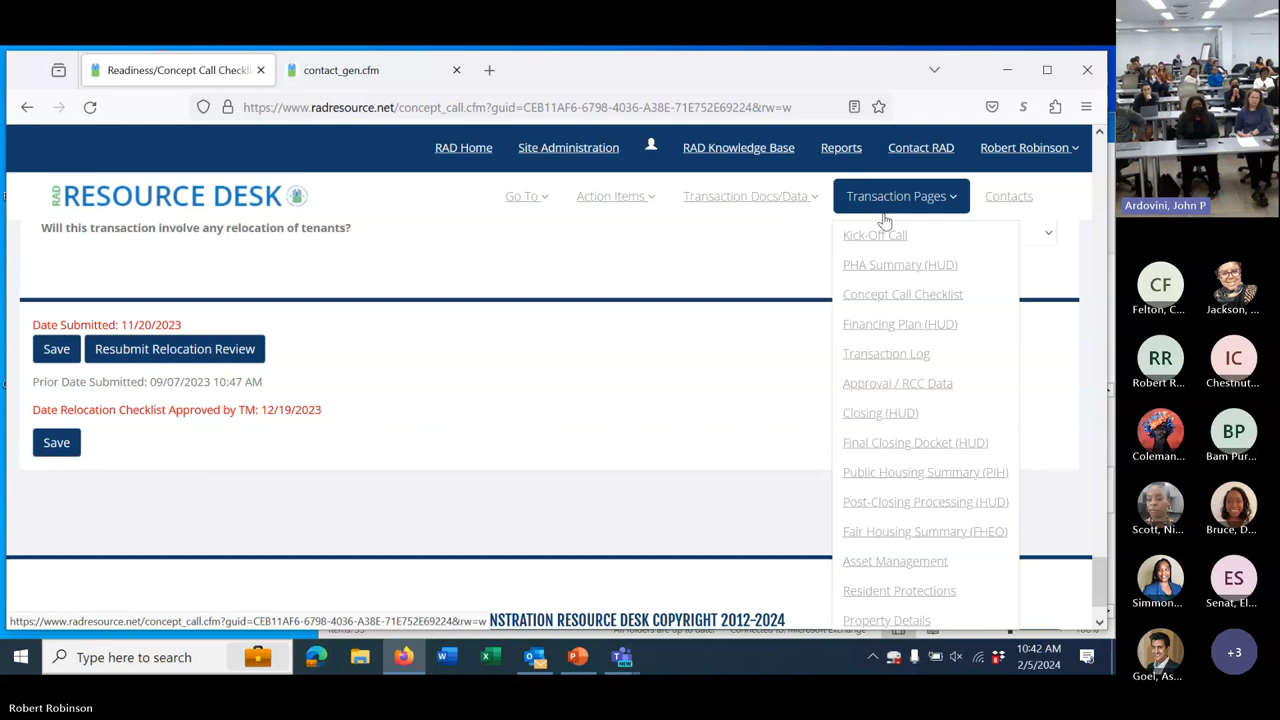 Readiness/Concept Call Checkli
contact_gen.cfm
https://www.radresource.net/concept_call.cfm?guid=CEB11AF6-6798-4036-A38E-71E752E69224&rw=w
RAD Home
Site Administration
RAD Knowledge Base
Reports
Contact RAD
Robert Robinson
RAD RESOURCE DESK
Go To
Action Items
Transaction Docs/Data
Transaction Pages
Contacts
Will this transaction involve any relocation of tenants?
Kick-Off Call
PHA Summary (HUD)
Concept Call Checklist
Financing Plan (HUD)
Transaction Log
Approval / RCC Data
Closing (HUD)
Final Closing Docket (HUD)
Public Housing Summary (PIH)
Post-Closing Processing (HUD)
Fair Housing Summary (FHEO)
Asset Management
Resident Protections
Property Details
Date Submitted: 11/20/2023
Save
Resubmit Relocation Review
Prior Date Submitted: 09/07/2023 10:47 AM
Date Relocation Checklist Approved by TM: 12/19/2023
Save
https://www.radresource.net/concept_call.cfm?guid=CEB11AF6-6798-4036-A38E-71E752E69224&rw=w
NSTRATION RESOURCE DESK COPYRIGHT 2012-2024
Type here to search
10:42 AM
2/5/2024
Ardovini, John P
CF
Felton, C...
Jackson, ...
RR
Robert R...
IC
Chestnut...
Coleman...
BP
Bam Pur...
Scott, Ni...
Bruce, D...
Simmon...
ES
Senat, El...
Goel, As...
+3
Robert Robinson